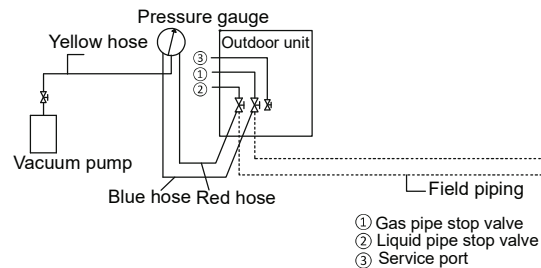 Pressure gauge
Yellow hose
Outdoor unit
③
①
②
Vacuum pump
Blue hose Red hose
Field piping
① Gas pipe stop valve
② Liquid pipe stop valve
③ Service port